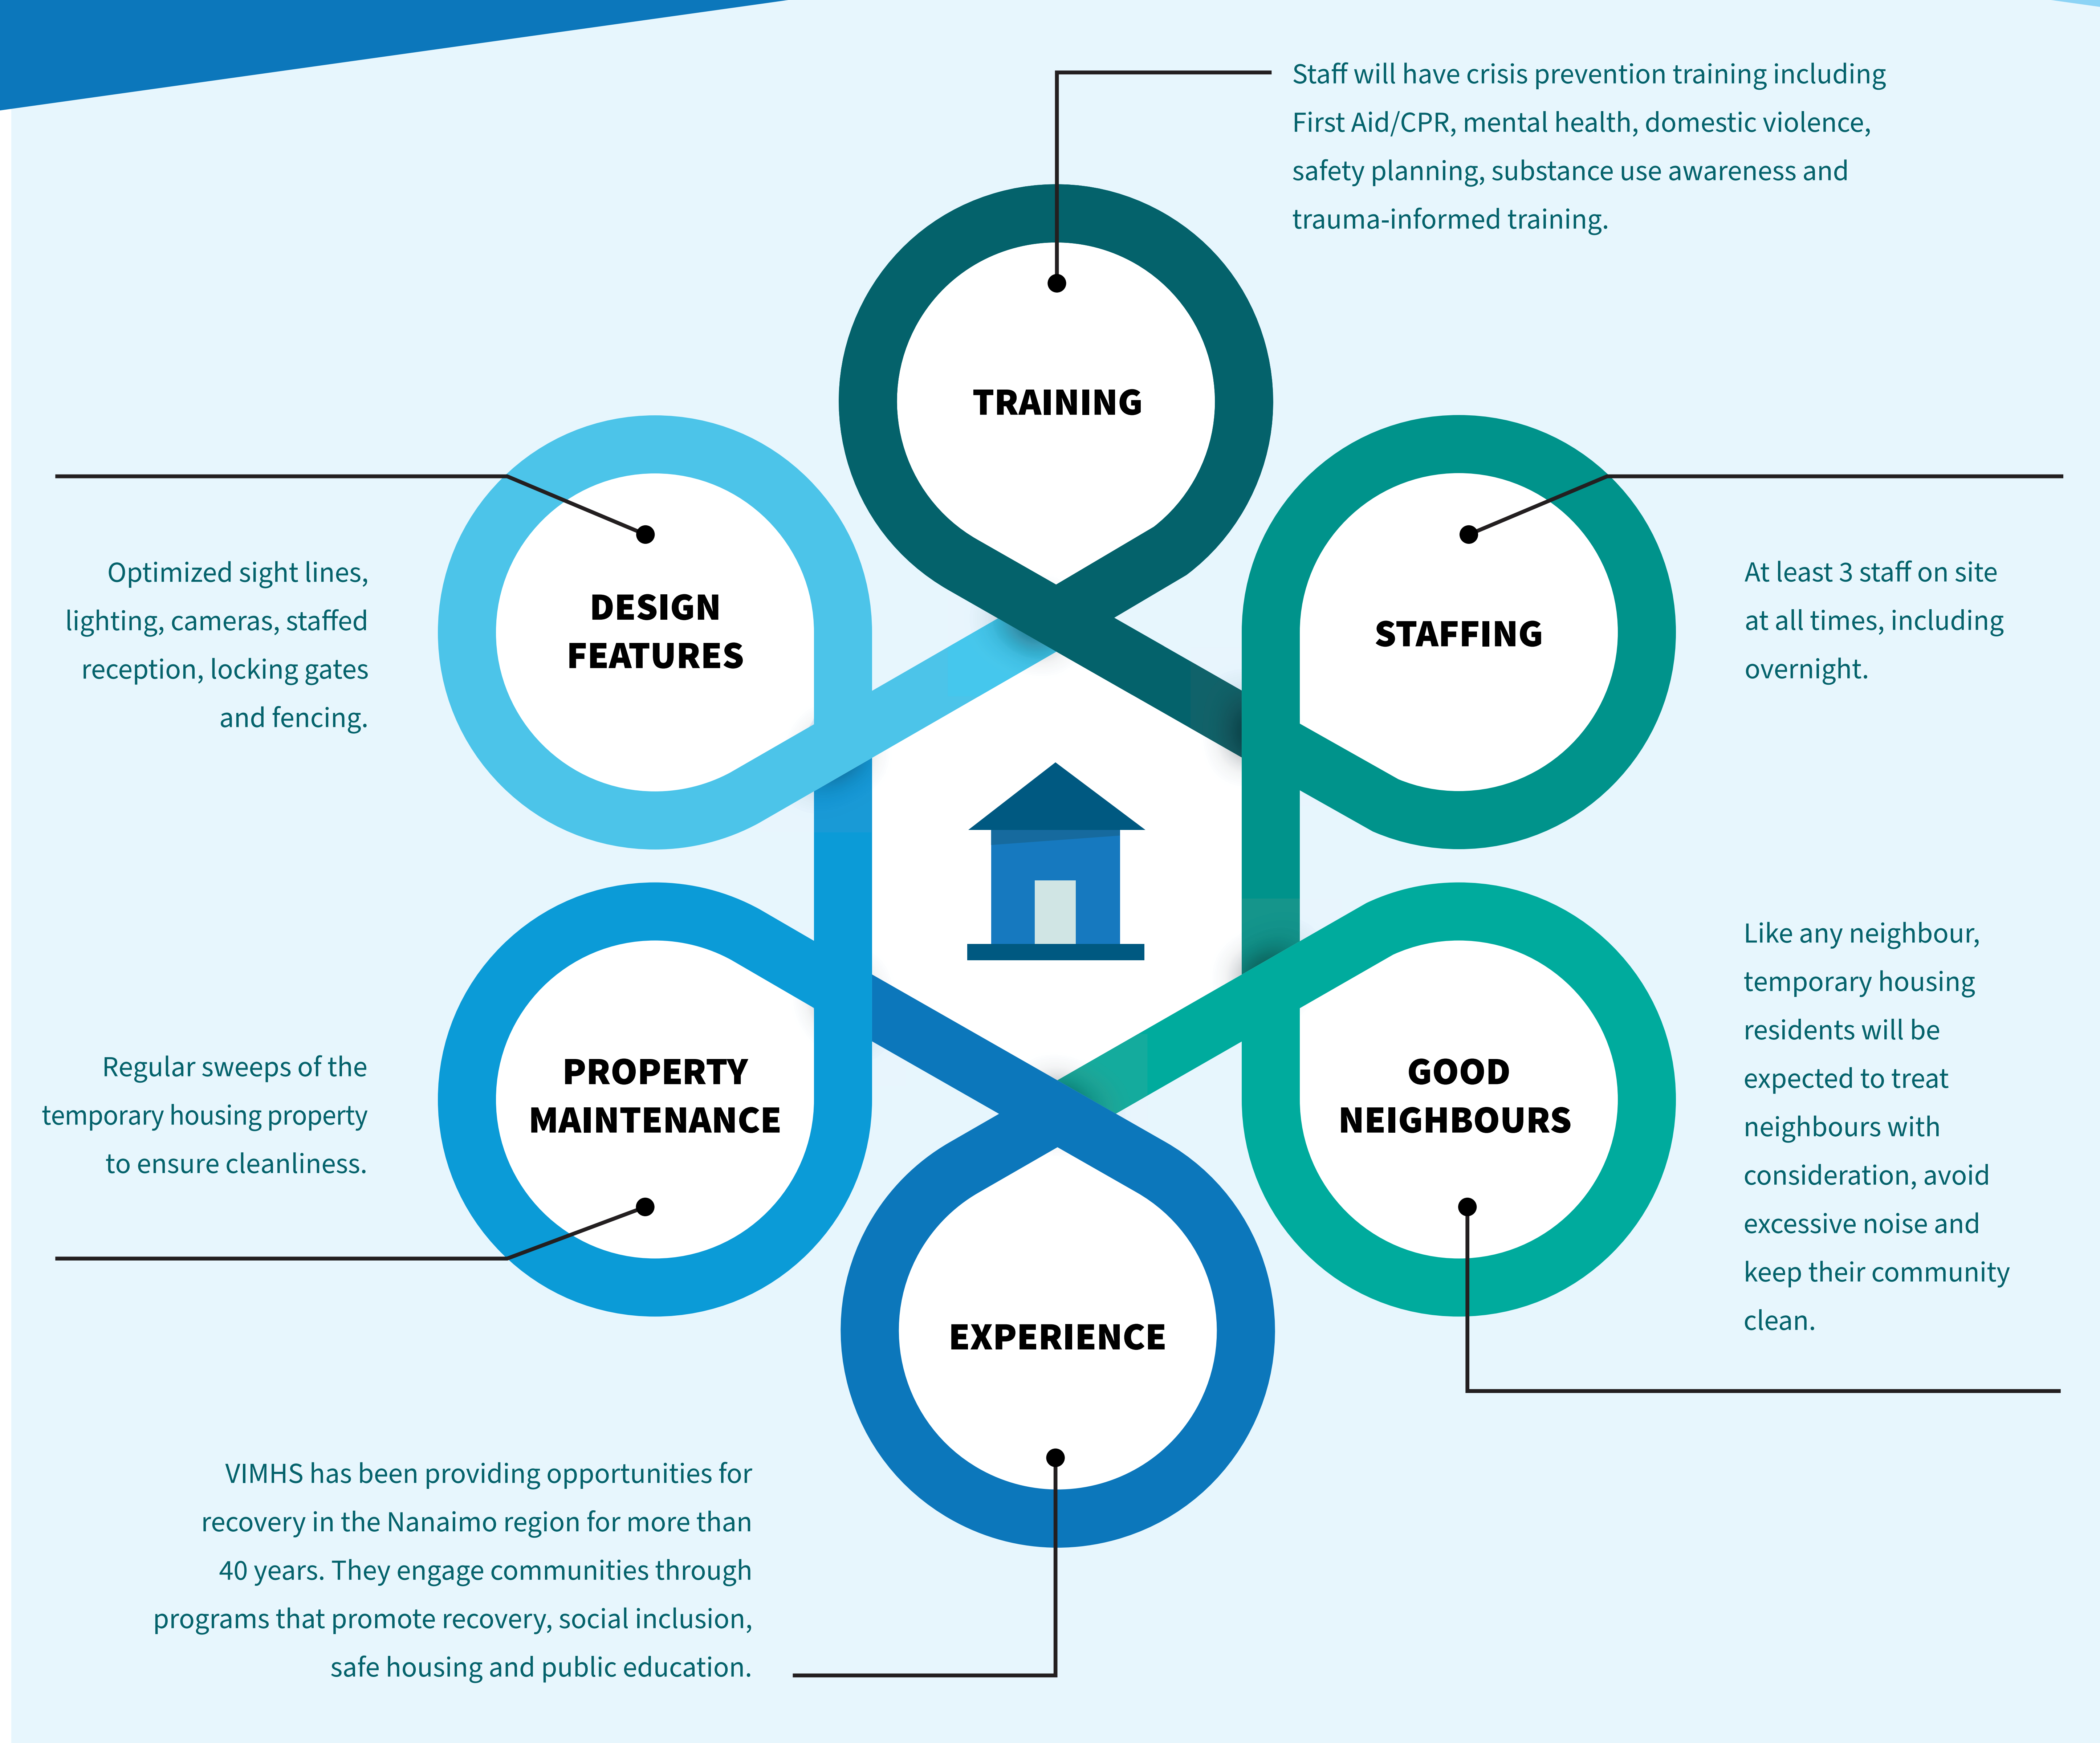 Staff will have crisis prevention training including
First Aid/CPR, mental health, domestic violence,
safety planning, substance use awareness and
trauma-informed training.
TRAINING
DESIGN
FEATURES
Optimized sight lines,
lighting, cameras, staffed
reception, locking gates
and fencing.
STAFFING
At least 3 staff on site
at all times, including
overnight.
PROPERTY
MAINTENANCE
Regular sweeps of the
temporary housing property
to ensure cleanliness.
GOOD
NEIGHBOURS
Like any neighbour,
temporary housing
residents will be
expected to treat
neighbours with
consideration, avoid
excessive noise and
keep their community
clean.
EXPERIENCE
VIMHS has been providing opportunities for
recovery in the Nanaimo region for more than
40 years. They engage communities through
programs that promote recovery, social inclusion,
safe housing and public education.